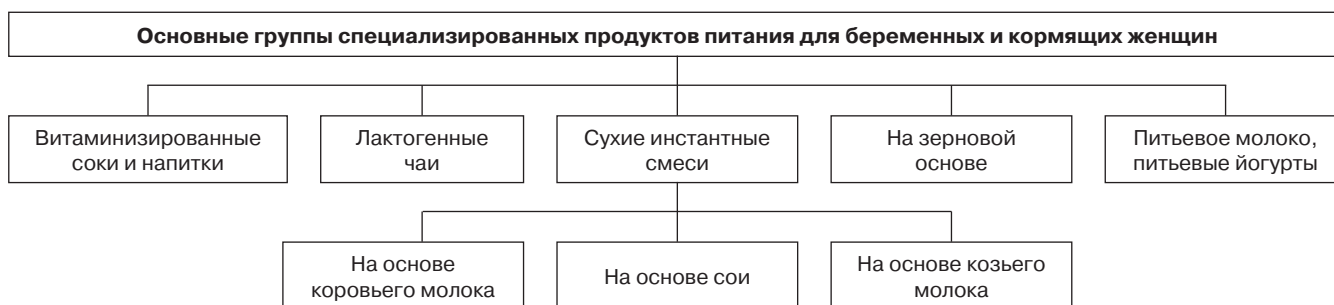 Основные группы специализированных продуктов питания для беременных и кормящих женщин
Витаминизированные
соки и напитки
Лактогенные
чаи
Сухие инстантные
смеси
На зерновой
основе
Питьевое молоко,
питьевые йогурты
На основе
коровьего молока
На основе сои
На основе козьего
молока